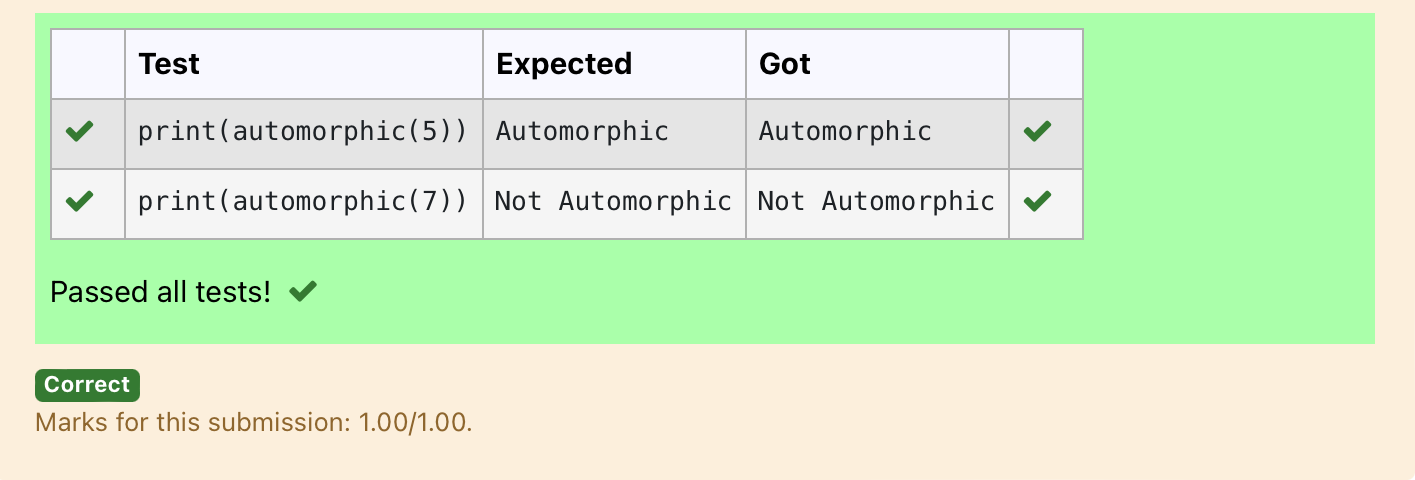 Test Expected Got
print(automorphic(5)) Automorphic Automorphic
print(automorphic(7)) Not Automorphic Not Automorphic
Passed all tests!
Correct
Marks for this submission: 1.00/1.00.